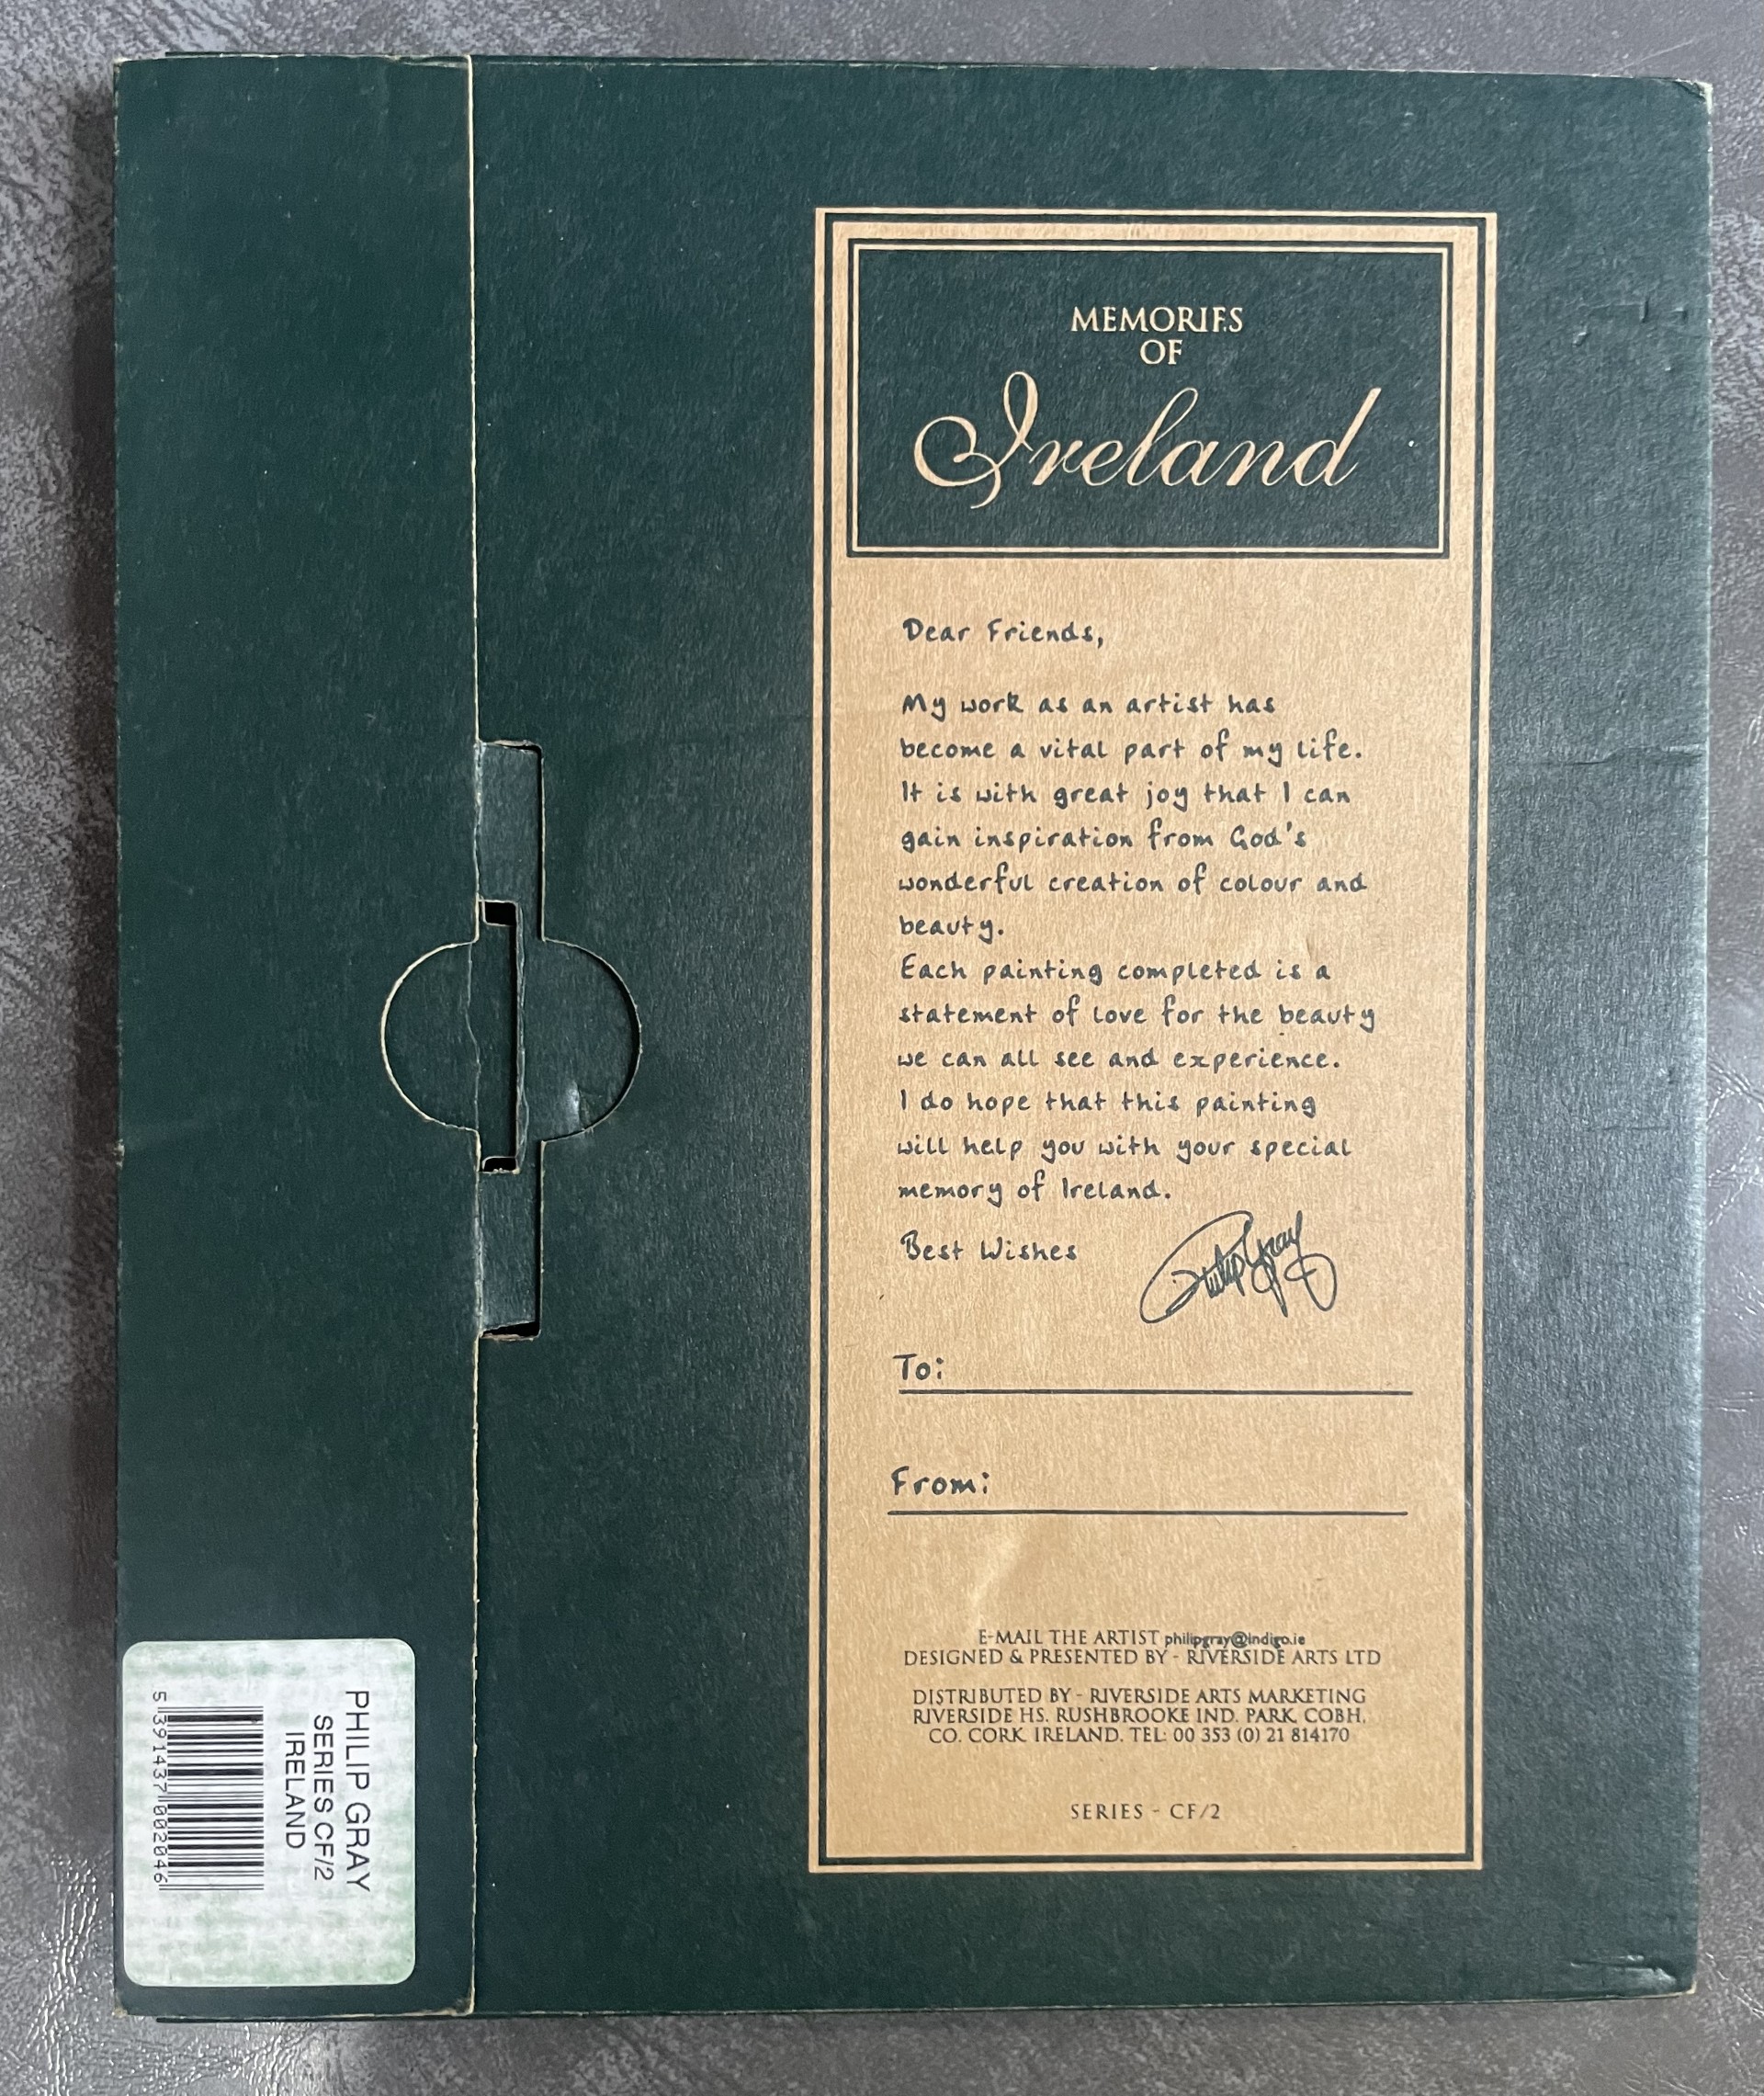 MEMORIES
OF
Ireland
Dear Friends,
My work as an artist has
become a vital part of my life.
It is with great joy that I can
gain inspiration from God's
wonderful creation of colour and
beauty.
Each painting completed is a
statement of love for the beauty
we can all see and experience.
I do hope that this painting
will help you with your special
memory of Ireland.
Best Wishes
Philip Gray
To:
From:
E-MAIL THE ARTIST philipgray@indigo.ie
DESIGNED & PRESENTED BY - RIVERSIDE ARTS LTD
DISTRIBUTED BY - RIVERSIDE ARTS MARKETING
RIVERSIDE HS. RUSHBROOKE IND. PARK, COBH,
CO. CORK, IRELAND. TEL: 00 353 (0) 21 814170
SERIES - CF/2
PHILIP GRAY
SERIES CF/2
IRELAND
5 391437 002046